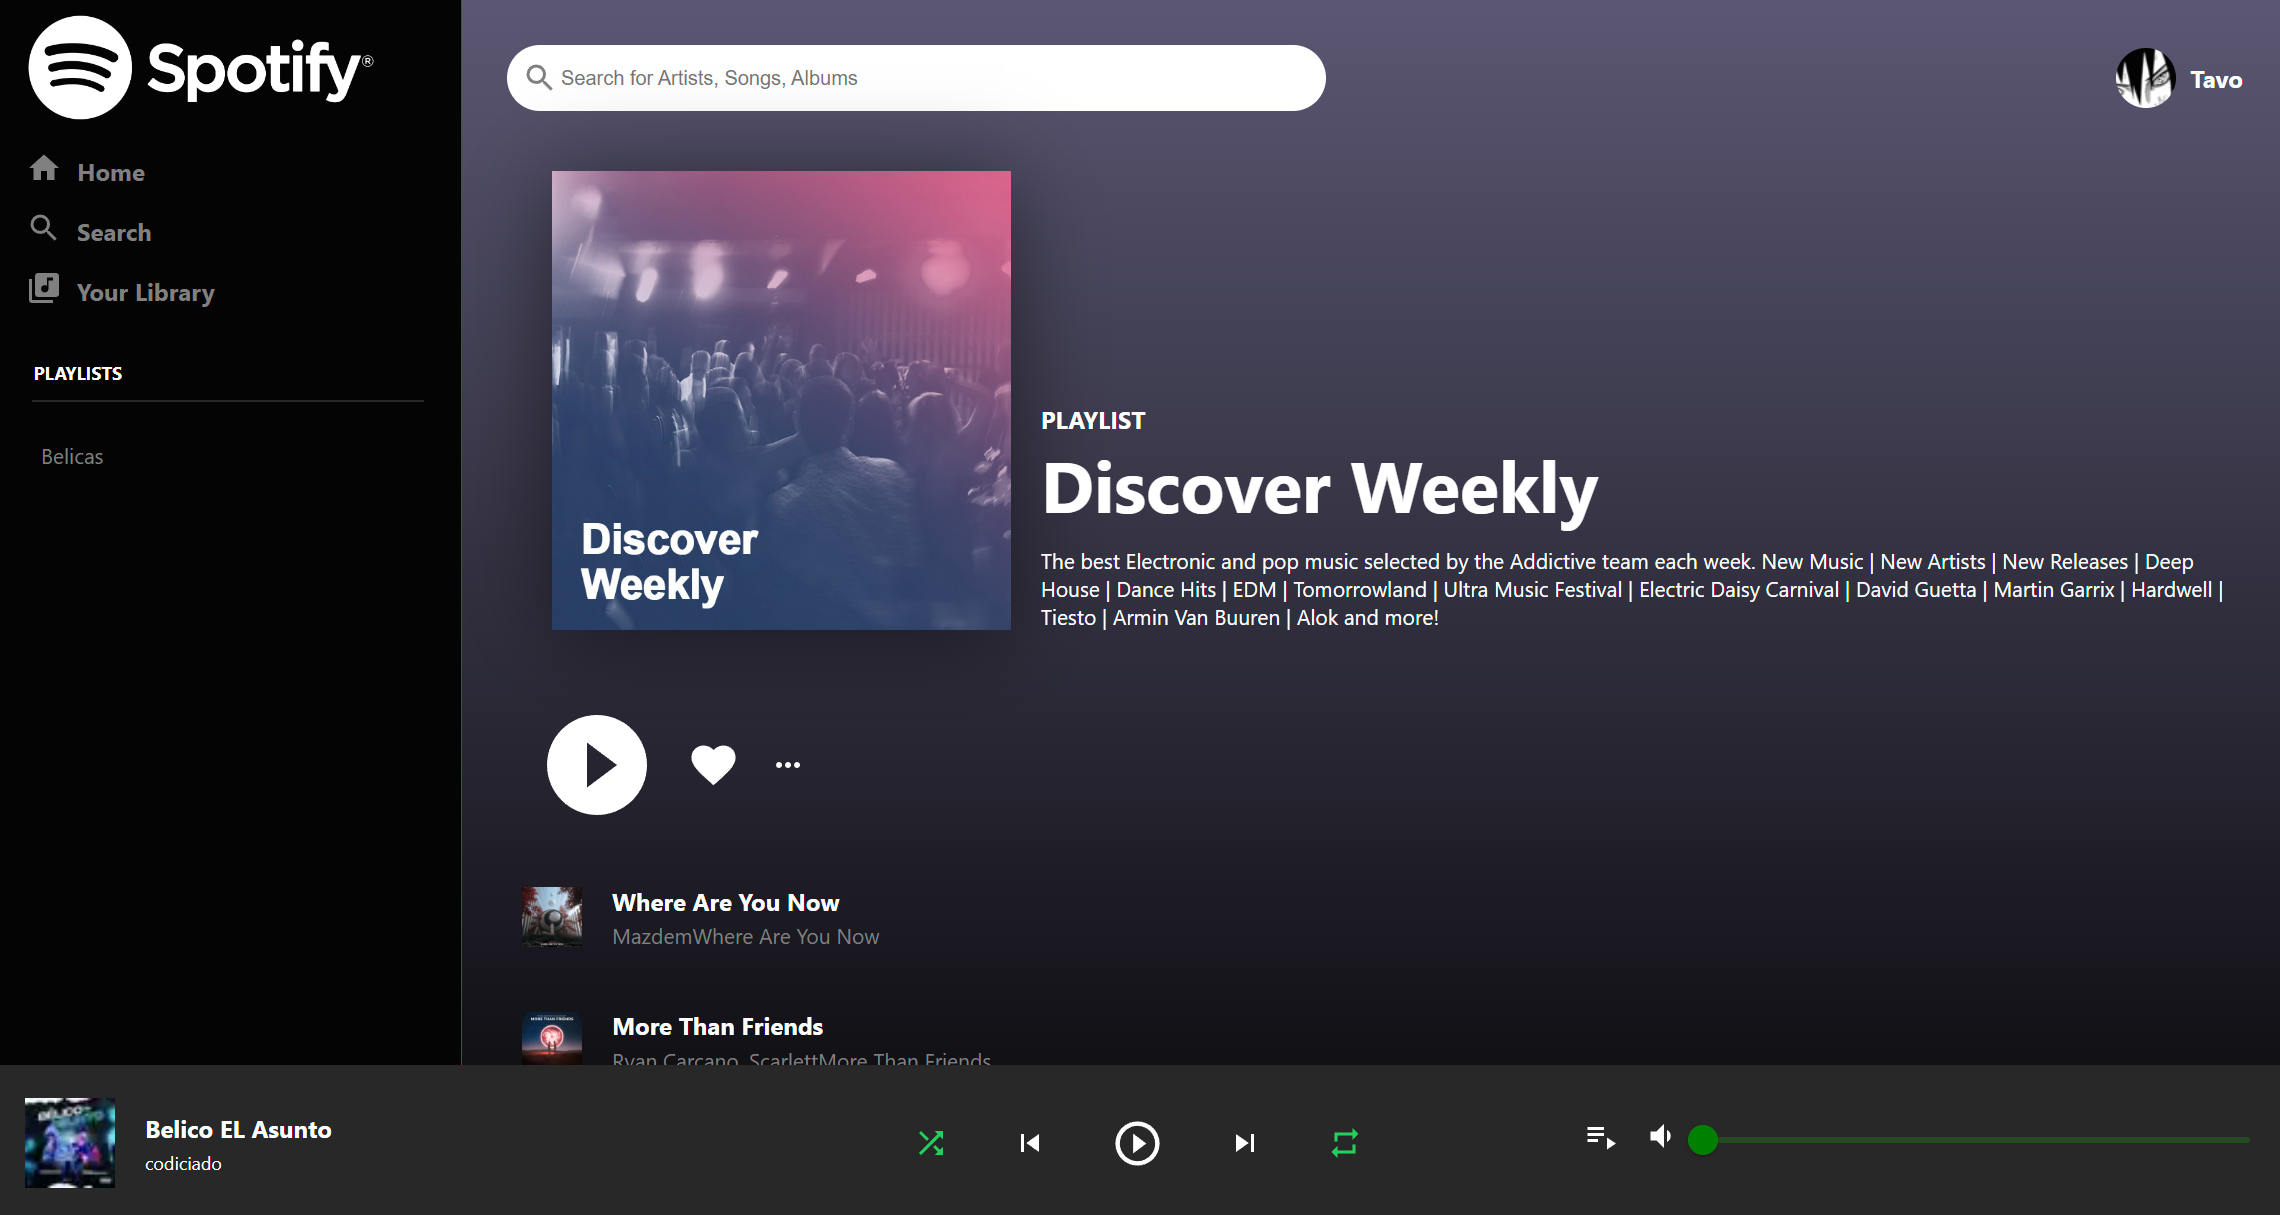 Spotify®
Home
Search
Your Library
PLAYLISTS
Belicas
Search for Artists, Songs, Albums
Tavo
Discover
Weekly
PLAYLIST
Discover Weekly
The best Electronic and pop music selected by the Addictive team each week. New Music | New Artists | New Releases | Deep
House | Dance Hits | EDM | Tomorrowland | Ultra Music Festival | Electric Daisy Carnival | David Guetta | Martin Garrix | Hardwell |
Tiesto | Armin Van Buuren | Alok and more!
Where Are You Now
MazdemWhere Are You Now
MORE THAN FRIENDS
More Than Friends
Ryan Carcano, ScarlettMore Than Friends
Belico EL Asunto
codiciado